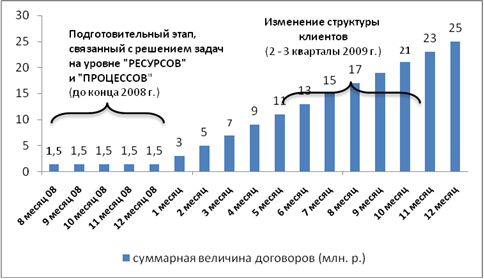 Подготовительный этап,
связанный с решением задач
на уровне "РЕСУРСОВ"
и "ПРОЦЕССОВ"
(до конца 2008 г.)
Изменение структуры
клиентов
(2 - 3 кварталы 2009 г.)
30
25
20
15
10
5
0
1,5
1,5
1,5
1,5
1,5
3
5
7
9
11
13
15
17
21
23
25
8 месяц 08
9 месяц 08
10 месяц 08
11 месяц 08
12 месяц 08
1 месяц
2 месяц
3 месяц
4 месяц
5 месяц
6 месяц
7 месяц
8 месяц
9 месяц
10 месяц
11 месяц
12 месяц
суммарная величина договоров (млн. р.)